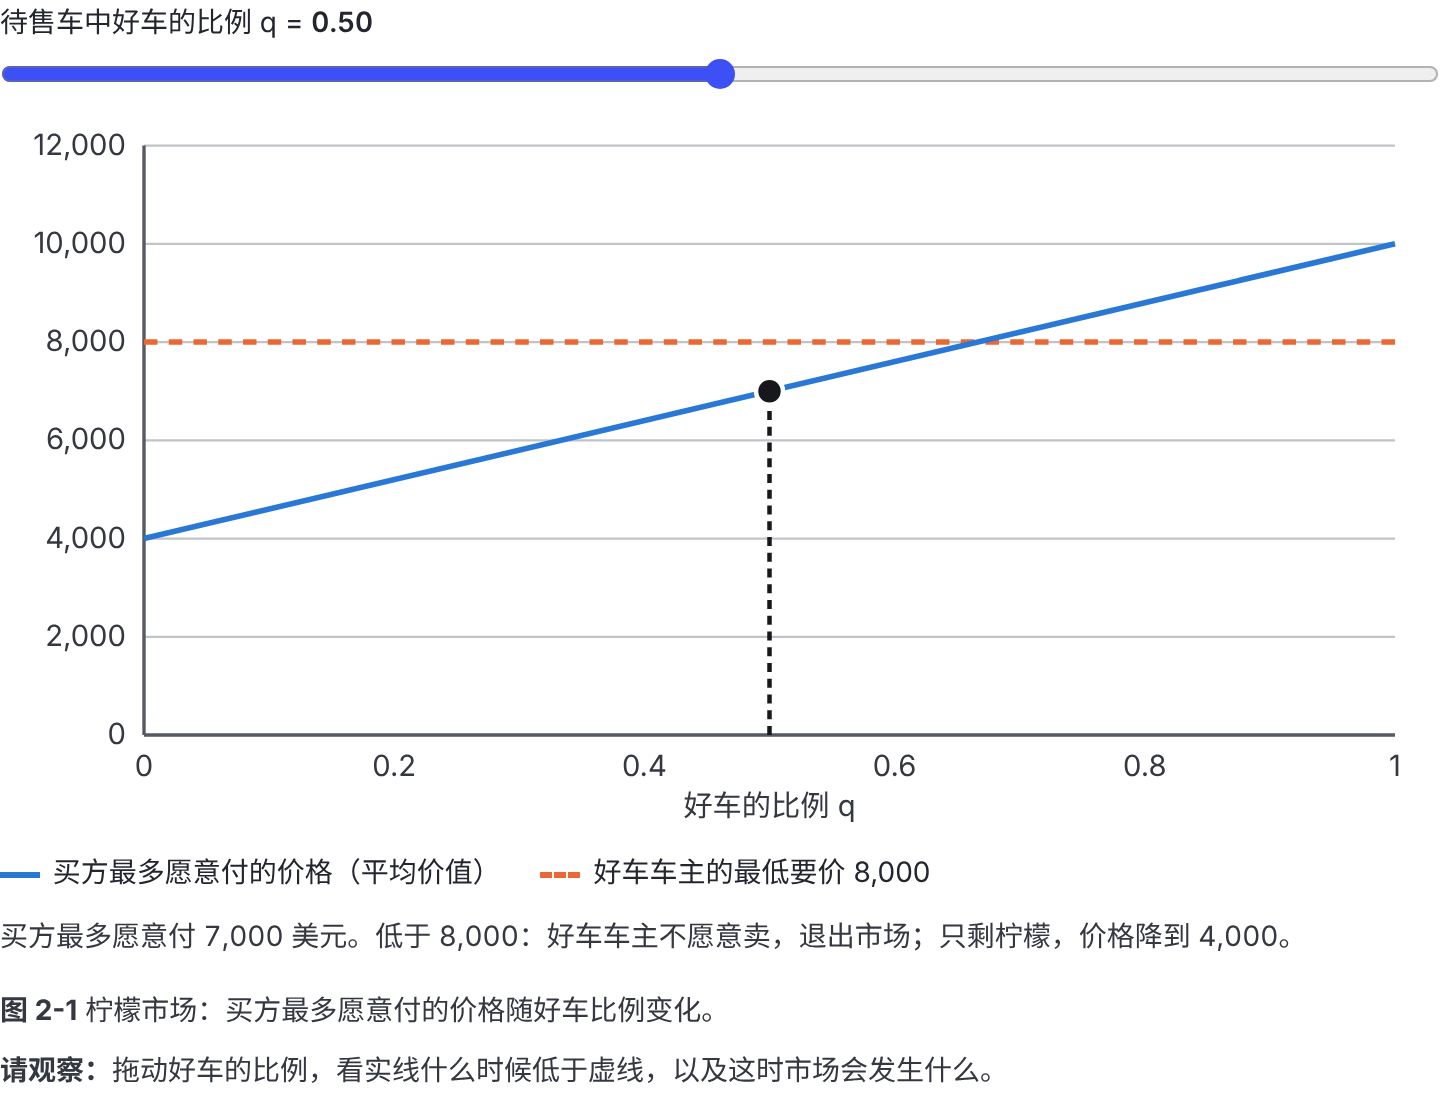 待售车中好车的比例 q = 0.50
12,000
10,000
8,000
6,000
4,000
2,000
0
0 0.2 0.4 0.6 0.8 1
好车的比例 q
买方最多愿意付的价格（平均价值） 好车车主的最低要价 8,000
买方最多愿意付 7,000 美元。低于 8,000：好车车主不愿意卖，退出市场；只剩柠檬，价格降到 4,000。
图 2-1 柠檬市场：买方最多愿意付的价格随好车比例变化。
请观察：拖动好车的比例，看实线什么时候低于虚线，以及这时市场会发生什么。